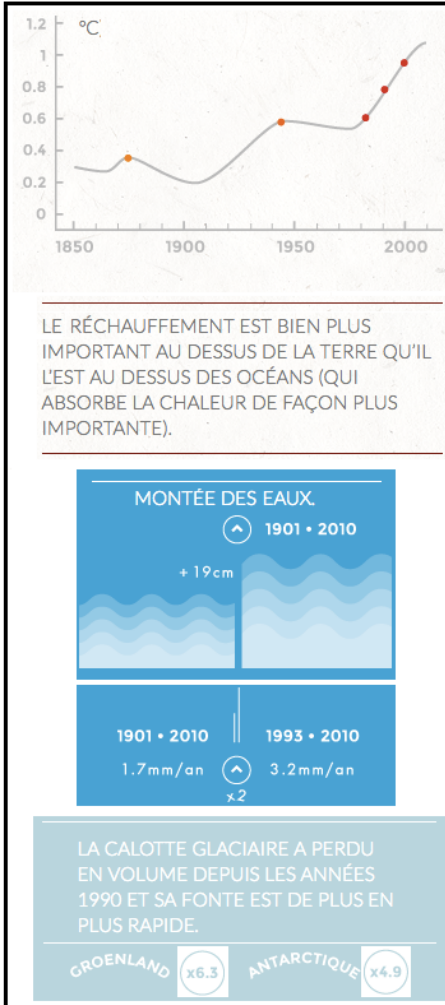 °C
1.2
1
0.8
0.6
0.4
0.2
0
1850 1900 1950 2000
LE RÉCHAUFFEMENT EST BIEN PLUS
IMPORTANT AU DESSUS DE LA TERRE QU'IL
L'EST AU DESSUS DES OCÉANS (QUI
ABSORBE LA CHALEUR DE FAÇON PLUS
IMPORTANTE).
MONTÉE DES EAUX.
1901 • 2010
+ 19cm
1901 • 2010 1993 • 2010
1.7mm/an 3.2mm/an
x2
LA CALOTTE GLACIAIRE A PERDU
EN VOLUME DEPUIS LES ANNÉES
1990 ET SA FONTE EST DE PLUS EN
PLUS RAPIDE.
GROENLAND x6.3 ANTARCTIQUE x4.9